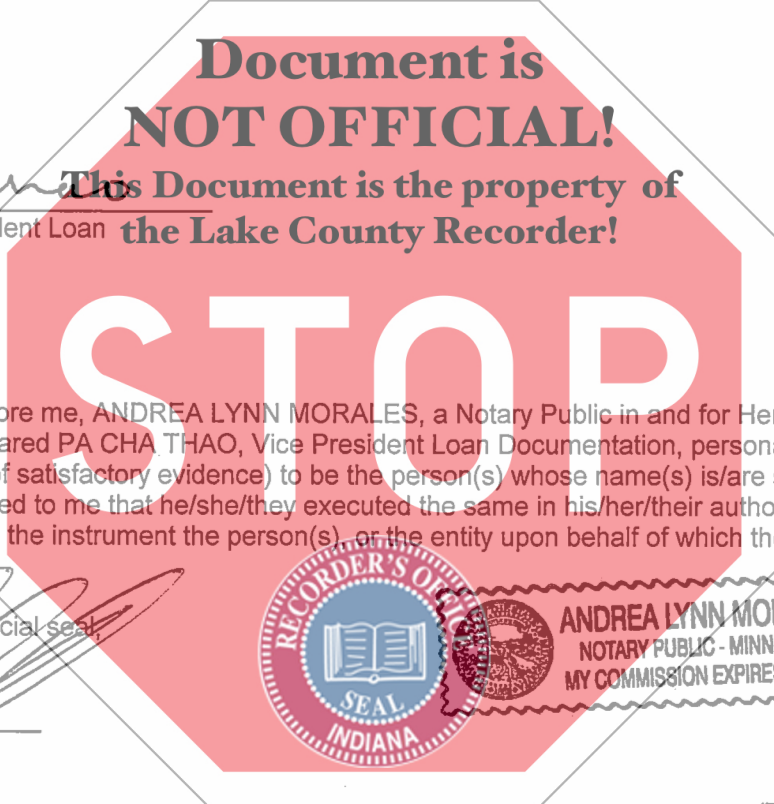 Document is
NOT OFFICIAL!
This Document is the property of
lent Loan
the Lake County Recorder!
STOP
ore me, ANDREA LYNN MORALES, a Notary Public in and for Her
ared PA CHA THAO, Vice President Loan Documentation, persona
f satisfactory evidence) to be the person(s) whose name(s) is/are
ed to me that he/she/they executed the same in his/her/their autho
the instrument the person(s), or the entity upon behalf of which the
cial seal,
RECORDER'S OFFICE
SEAL
INDIANA
ANDREA LYNN MO
NOTARY PUBLIC - MINN
MY COMMISSION EXPIRE